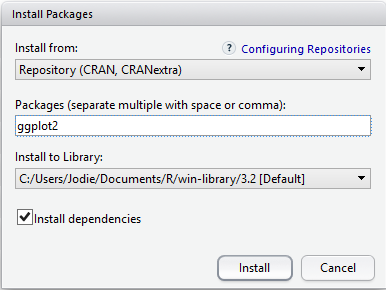 Install Packages
Install from:
? Configuring Repositories
Repository (CRAN, CRANextra)
Packages (separate multiple with space or comma):
ggplot2
Install to Library:
C:/Users/Jodie/Documents/R/win-library/3.2 [Default]
Install dependencies
Install
Cancel